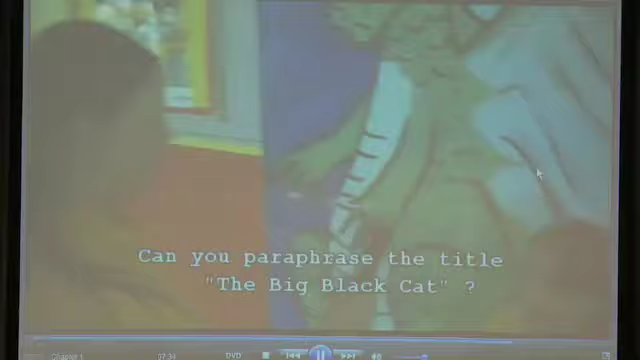 Can you paraphrase the title
"The Big Black Cat" ?
Chapter 1 07:34 DVD